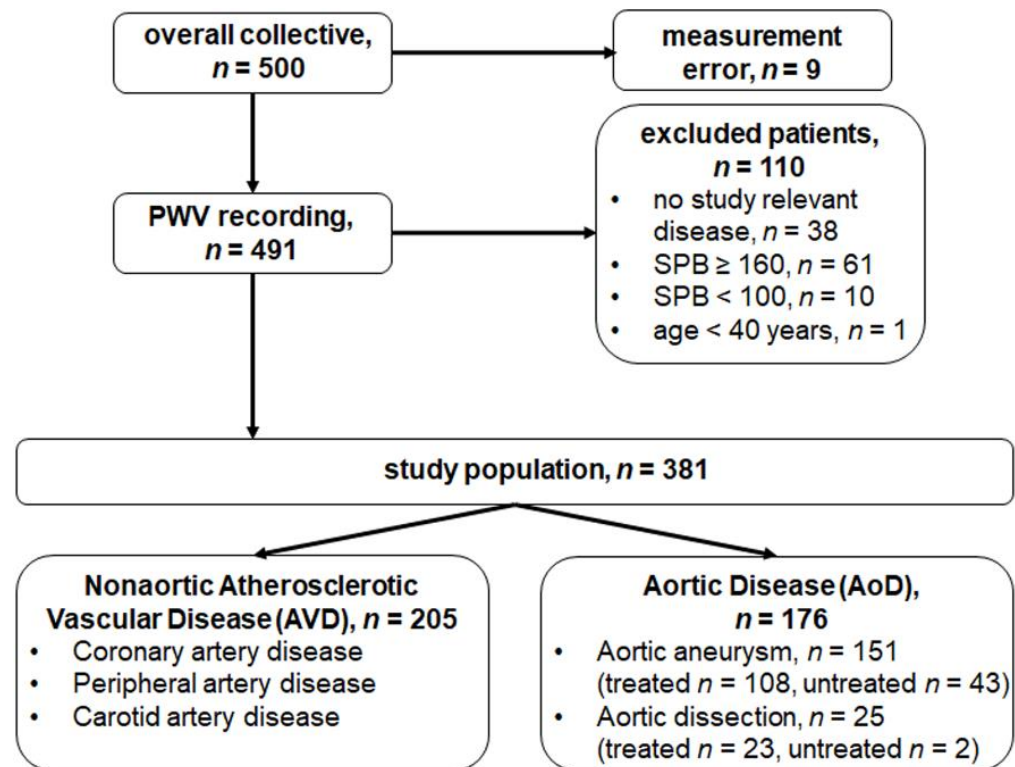 overall collective,
n = 500
measurement
error, n = 9
PWV recording,
n = 491
excluded patients,
n = 110
• no study relevant
disease, n = 38
• SPB ≥ 160, n = 61
• SPB < 100, n = 10
• age < 40 years, n = 1
study population, n = 381
Nonaortic Atherosclerotic
Vascular Disease (AVD), n = 205
• Coronary artery disease
• Peripheral artery disease
• Carotid artery disease
Aortic Disease (AoD),
n = 176
• Aortic aneurysm, n = 151
(treated n = 108, untreated n = 43)
• Aortic dissection, n = 25
(treated n = 23, untreated n = 2)